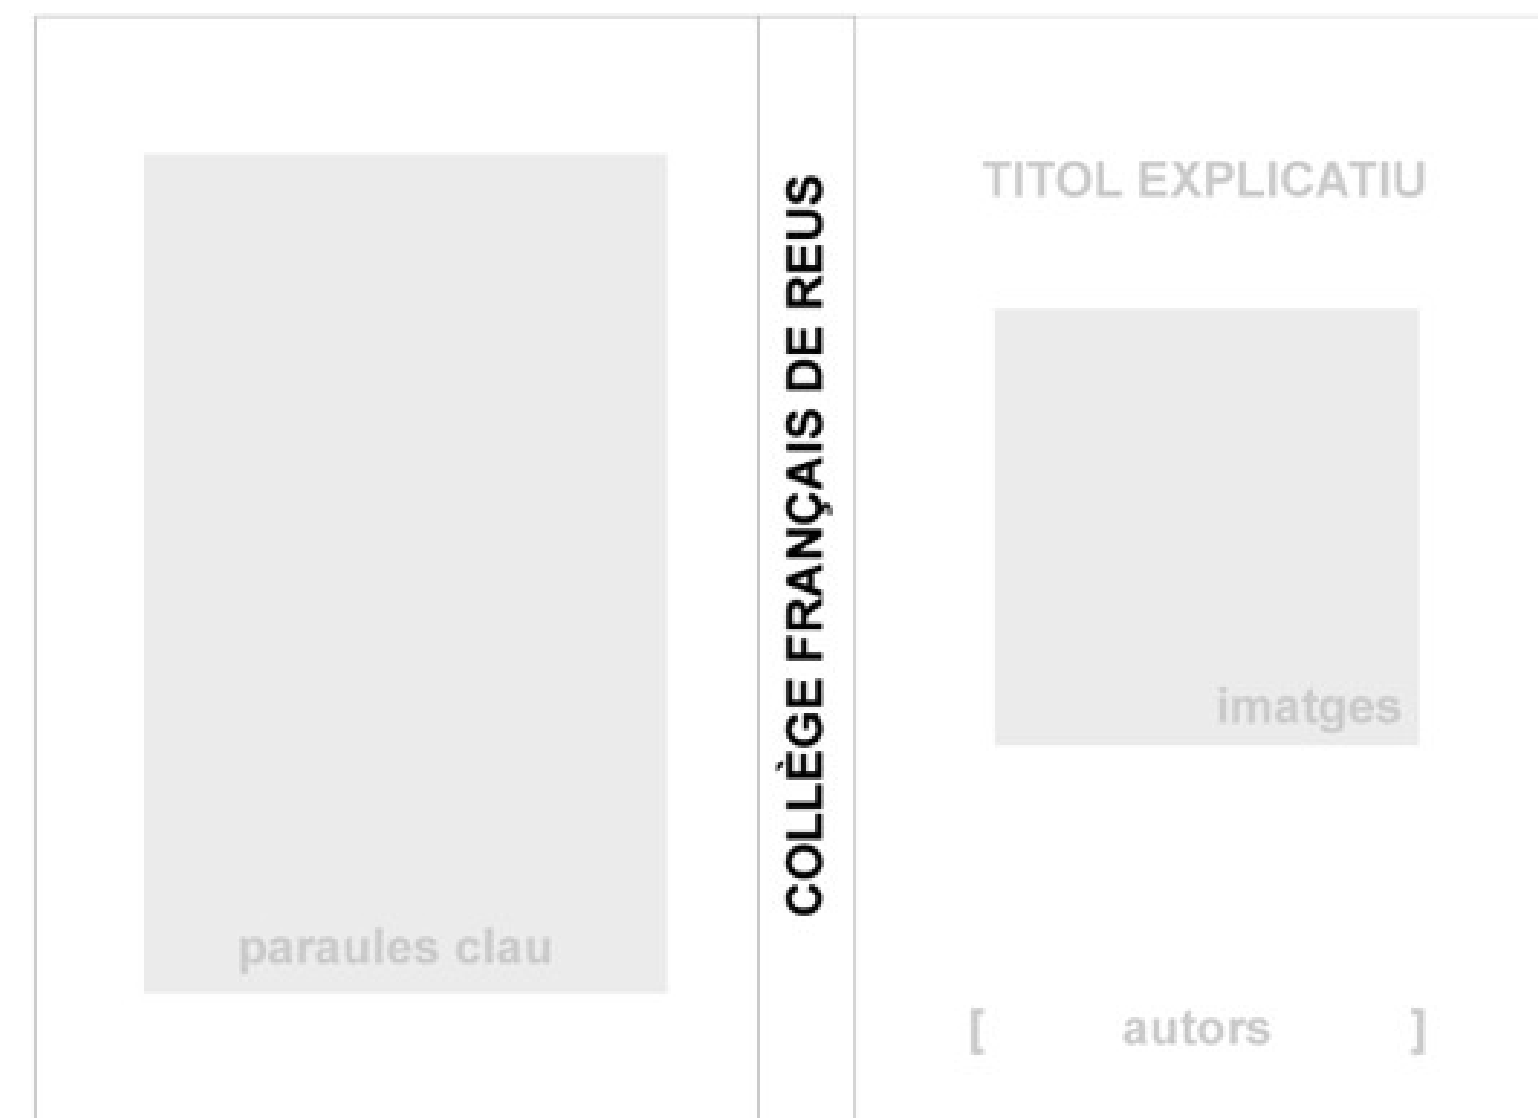 paraules clau
COLLÈGE FRANÇAIS DE REUS
TITOL EXPLICATIU
imatges
[ autors ]